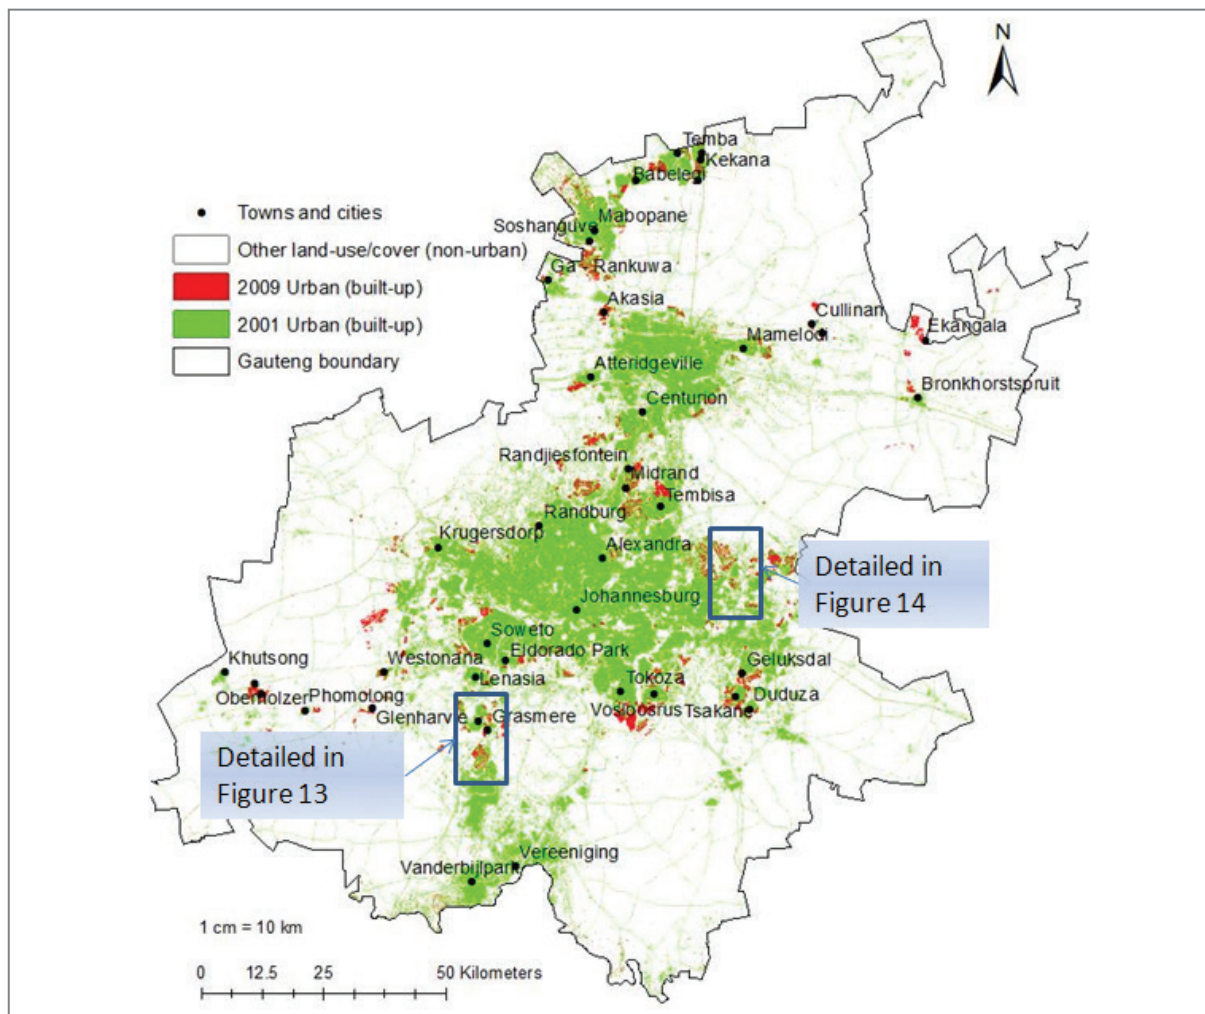 N
Temba
Kekana
Babelegi
Towns and cities
Mabopane
Soshanguve
Other land-use/cover (non-urban)
Ga - Rankuwa
2009 Urban (built-up)
Akasia
Cullinan
2001 Urban (built-up)
Ekangala
Mamelodi
Gauteng boundary
Atteridgeville
Bronkhorstspruit
Centurion
Randjiesfontein
Midrand
Tembisa
Randburg
Krugersdorp
Alexandra
Detailed in
Figure 14
Johannesburg
Soweto
Eldorado Park
Geluksdal
Khutsong
Westonana
Lenasia
Tokoza
Duduza
Oberholzer
Phomolong
Glenharvie
Grasmere
Vosloosrus
Tsakane
Detailed in
Figure 13
Vereeniging
Vanderbijlpark
1 cm = 10 km
0 12.5 25 50 Kilometers